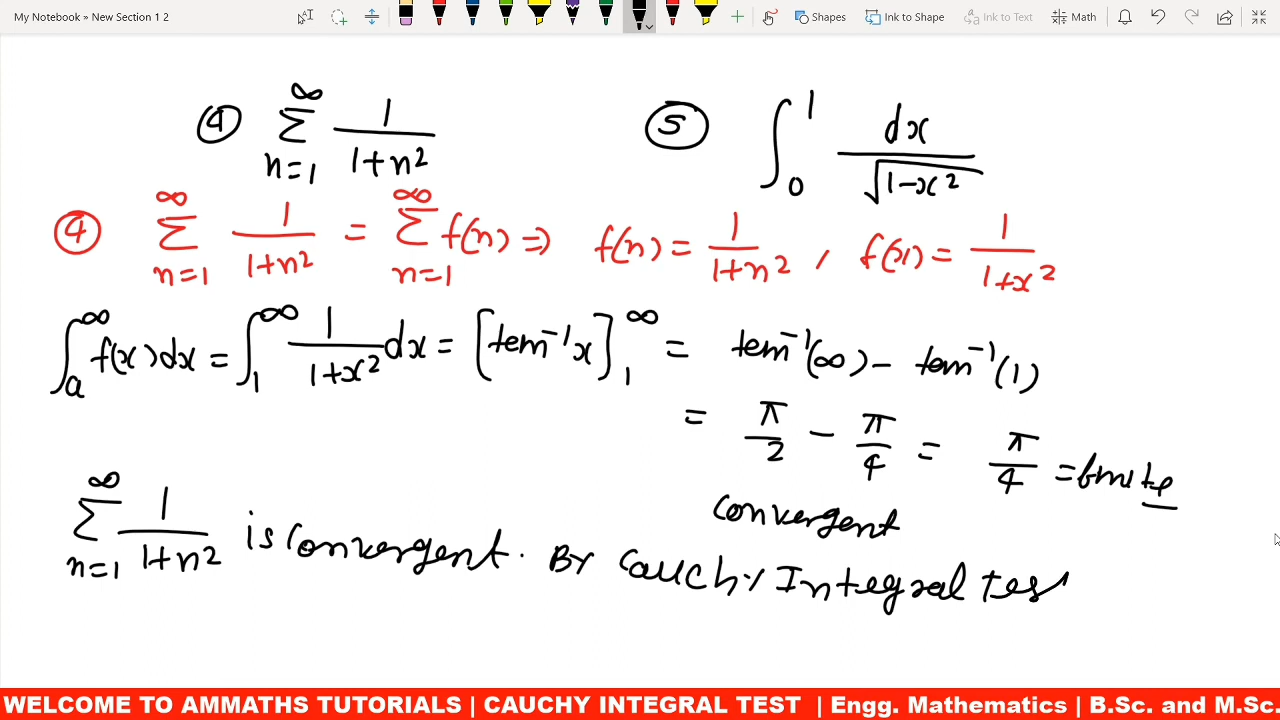 My Notebook » New Section 1 2
Shapes Ink to Shape Ink to Text Math
④ ∑_{n=1}^{∞} 1/(1+n²) ⑤ ∫_0^1 dx/√(1-x²)
④ ∑_{n=1}^{∞} 1/(1+n²) = ∑_{n=1}^{∞} f(n) ⇒ f(n) = 1/(1+n²) , f(x) = 1/(1+x²)
∫_a^∞ f(x)dx = ∫_1^∞ 1/(1+x²) dx = [tan⁻¹x]_1^∞ = tan⁻¹(∞) - tan⁻¹(1)
= π/2 - π/4 = π/4 = finite
convergent
∑_{n=1}^{∞} 1/(1+n²) is convergent. By Cauchy Integral tes
WELCOME TO AMMATHS TUTORIALS | CAUCHY INTEGRAL TEST | Engg. Mathematics | B.Sc. and M.Sc.